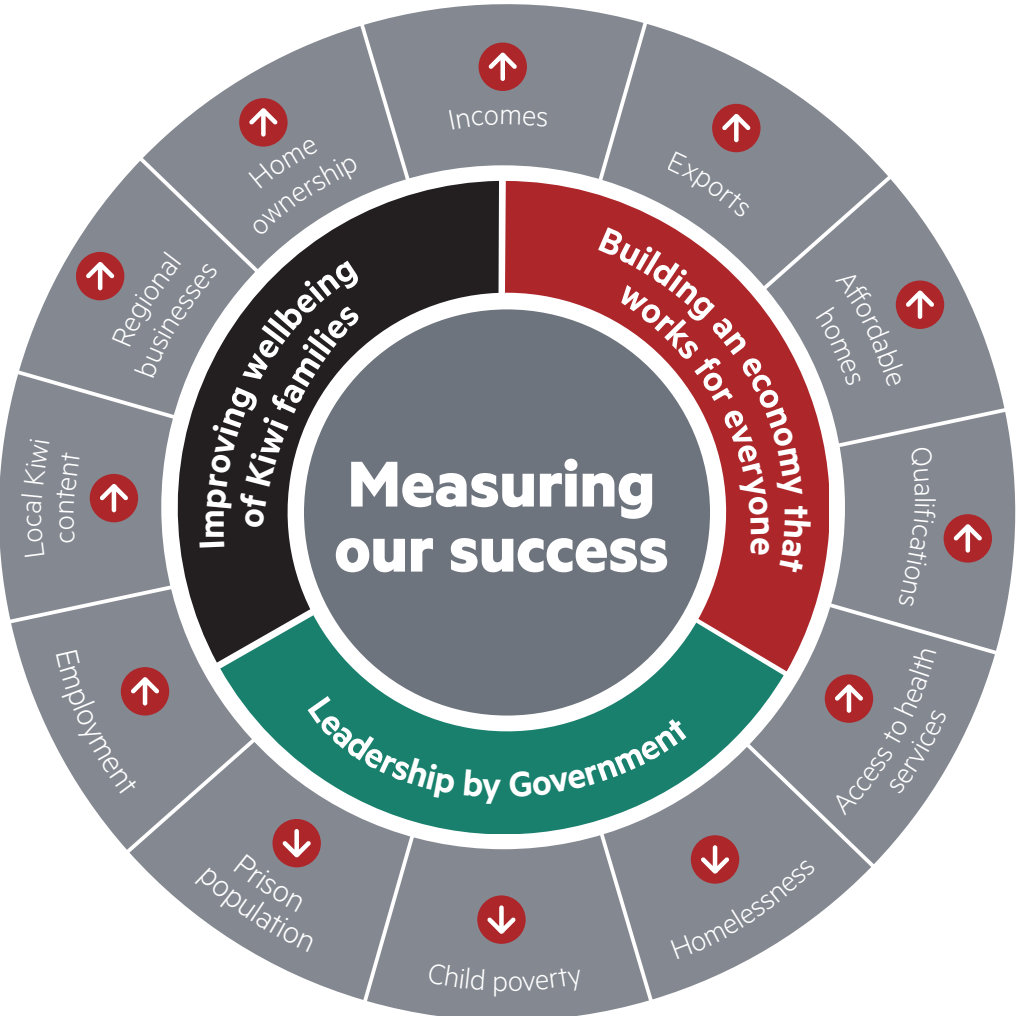 Incomes
Exports
Affordable
homes
Qualifications
Access to health
services
Homelessness
Child poverty
Prison
population
Employment
Local Kiwi
content
Regional
businesses
Home
ownership
Building an economy that
works for everyone
Leadership by Government
Improving wellbeing
of Kiwi families
Measuring
our success